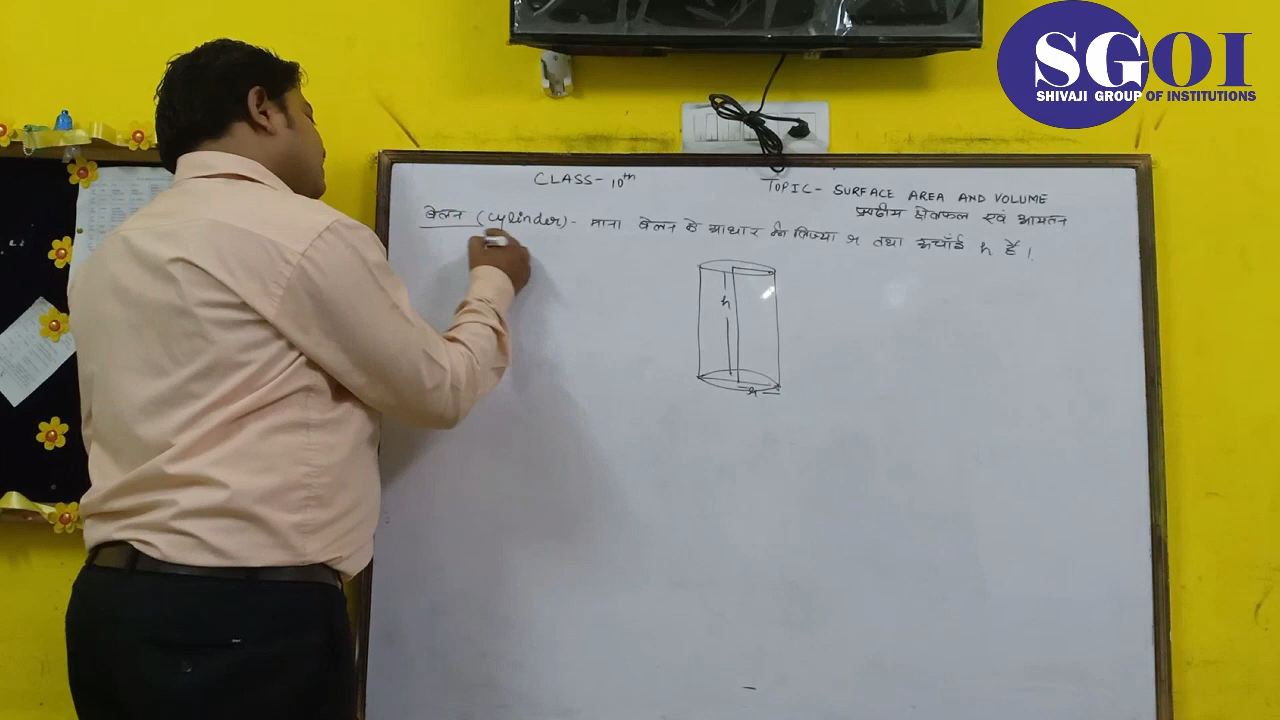 SGOI
SHIVAJI GROUP OF INSTITUTIONS
CLASS- 10th
TOPIC- SURFACE AREA AND VOLUME
पृष्ठीय क्षेत्रफल एवं आयतन
बेलन (Cylinder)- माना बेलन के आधार की त्रिज्या r तथा ऊचाँई h है।
h
r